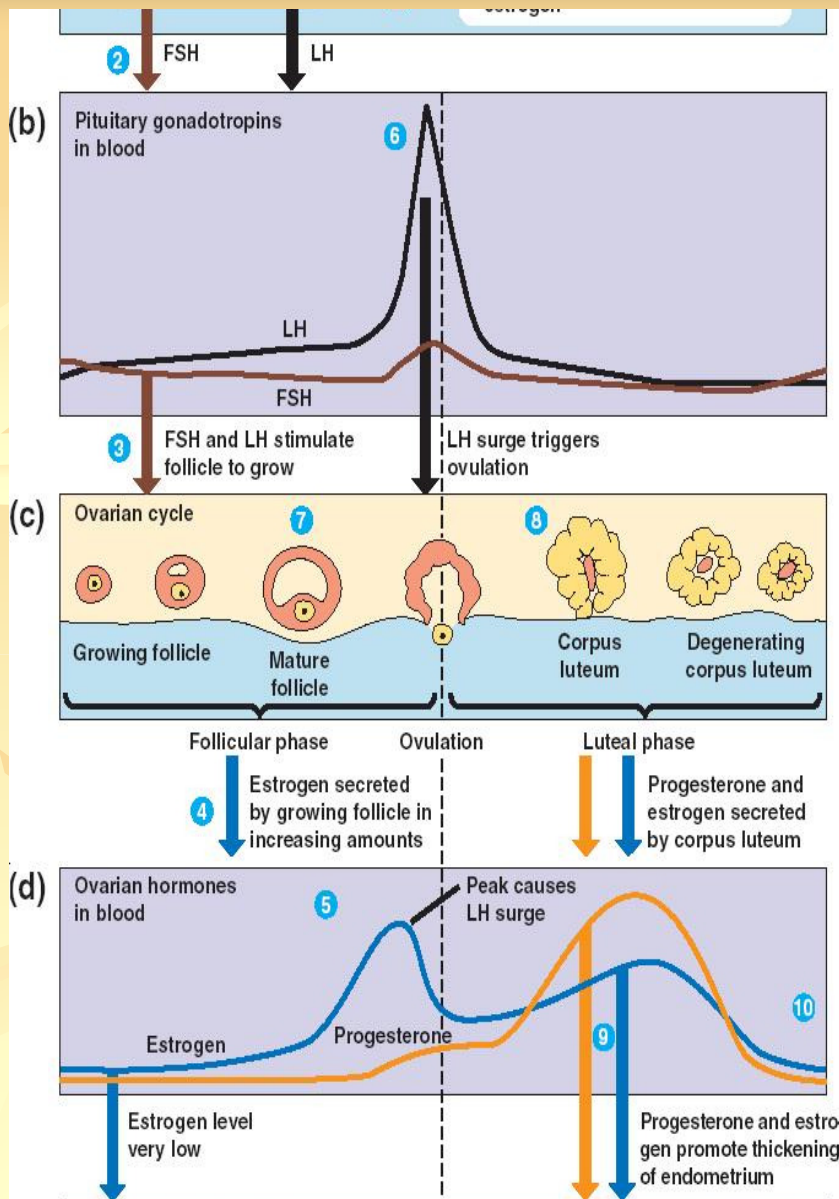 estrogen
2
FSH
LH
(b)
Pituitary gonadotropins
in blood
6
LH
FSH
3
FSH and LH stimulate
follicle to grow
LH surge triggers
ovulation
(c)
Ovarian cycle
7
8
Growing follicle
Mature
follicle
Corpus
luteum
Degenerating
corpus luteum
Follicular phase
Ovulation
Luteal phase
4
Estrogen secreted
by growing follicle in
increasing amounts
Progesterone and
estrogen secreted
by corpus luteum
(d)
Ovarian hormones
in blood
5
Peak causes
LH surge
Estrogen
Progesterone
9
10
Estrogen level
very low
Progesterone and estro-
gen promote thickening
of endometrium